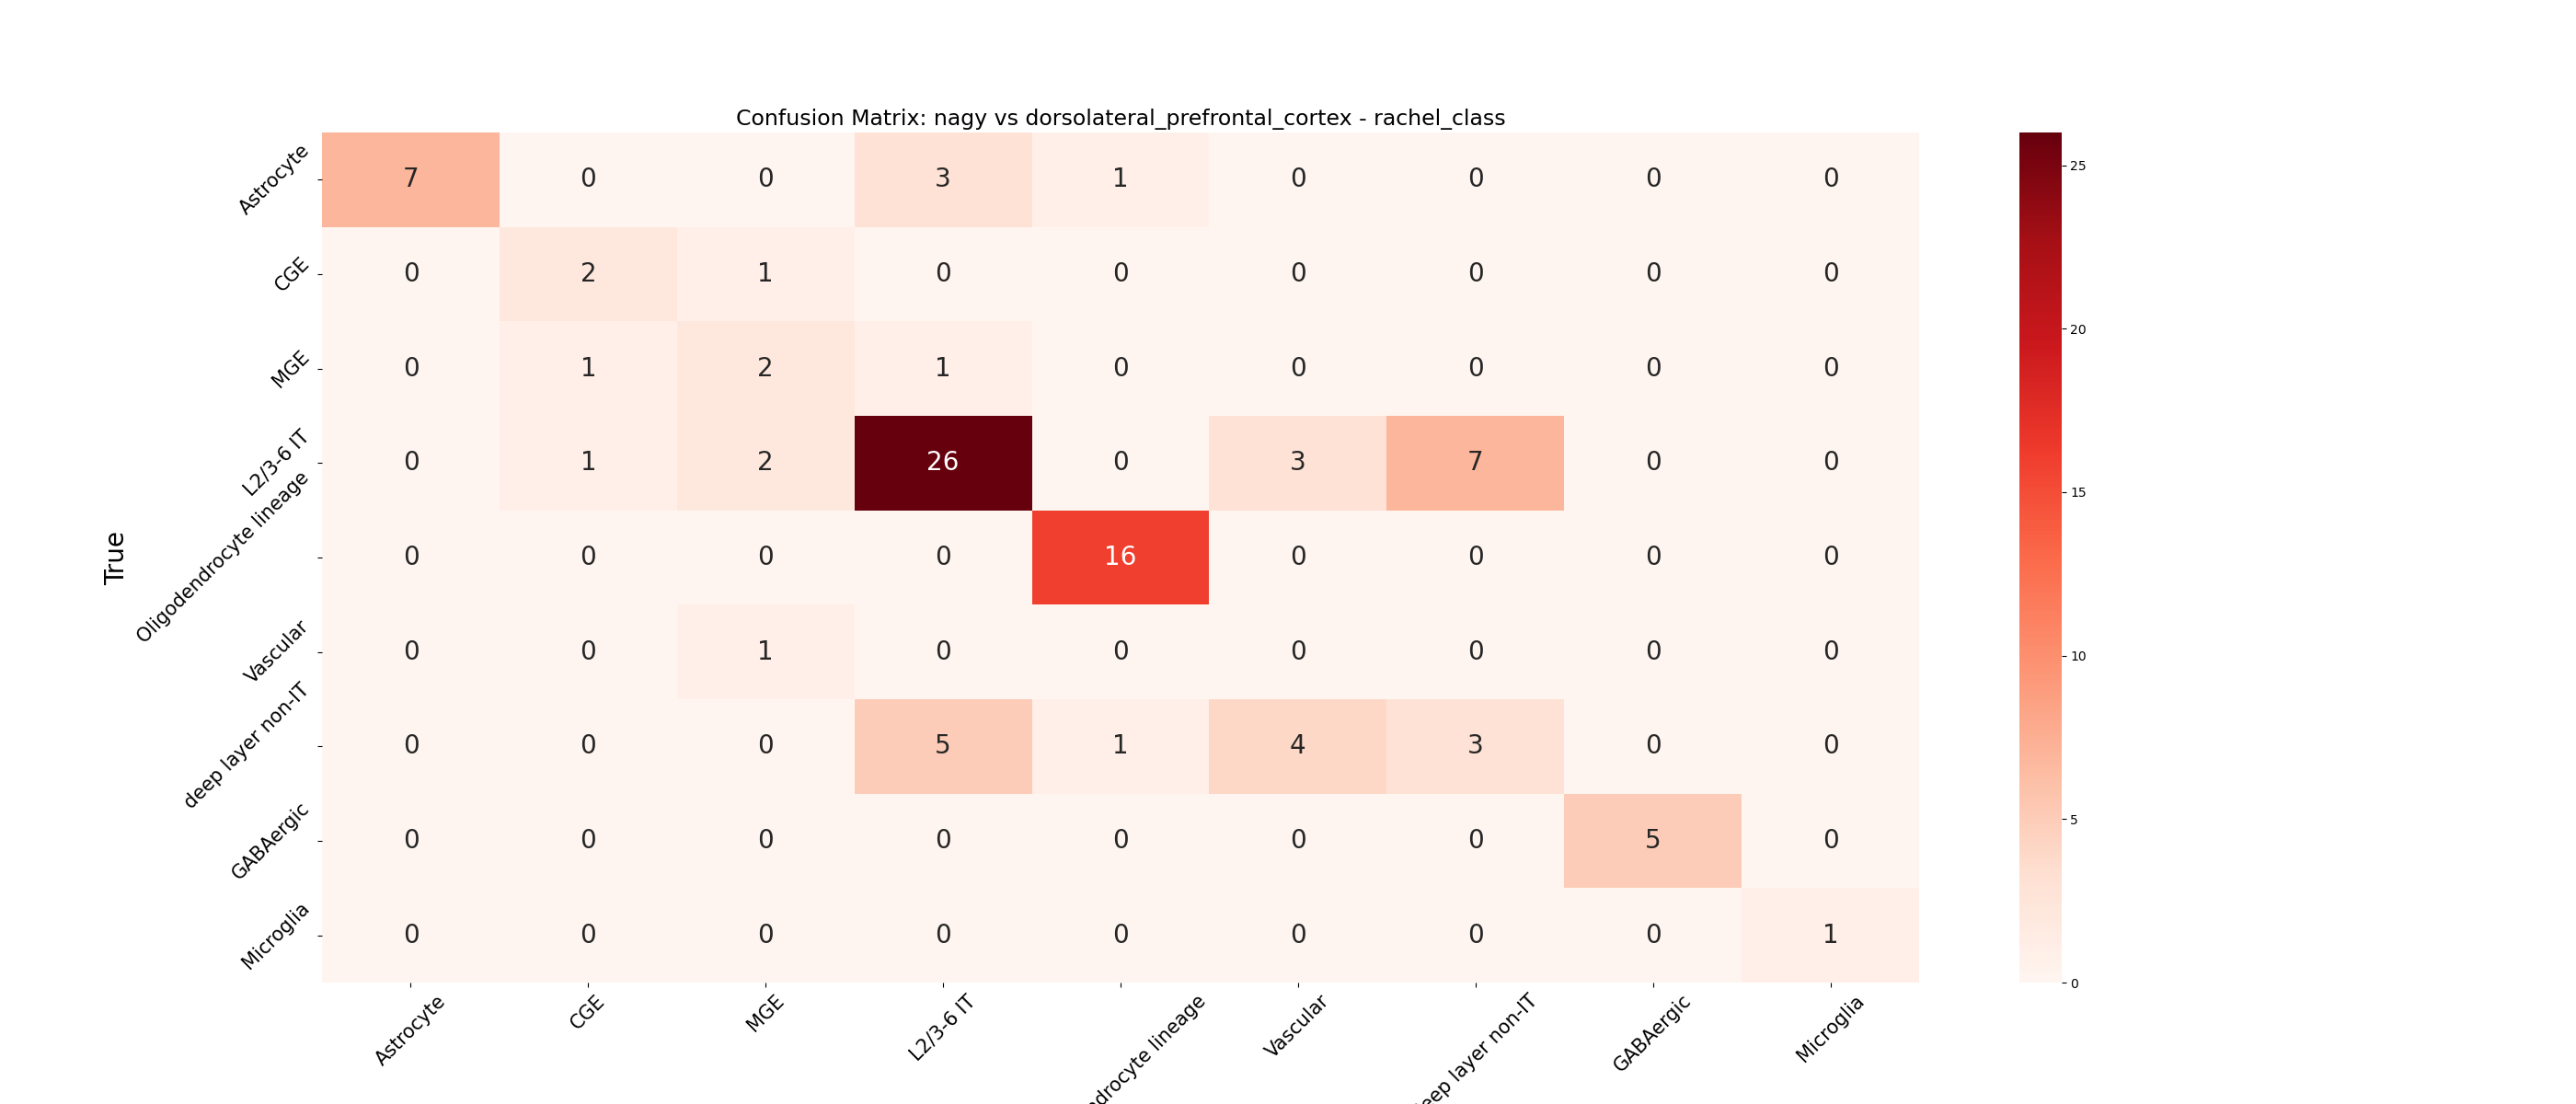 Confusion Matrix: nagy vs dorsolateral_prefrontal_cortex - rachel_class
True
Astrocyte 7 0 0 3 1 0 0 0 0
CGE 0 2 1 0 0 0 0 0 0
MGE 0 1 2 1 0 0 0 0 0
L2/3-6 IT 0 1 2 26 0 3 7 0 0
Oligodendrocyte lineage 0 0 0 0 16 0 0 0 0
Vascular 0 0 1 0 0 0 0 0 0
deep layer non-IT 0 0 0 5 1 4 3 0 0
GABAergic 0 0 0 0 0 0 0 5 0
Microglia 0 0 0 0 0 0 0 0 1
Astrocyte CGE MGE L2/3-6 IT ndrocyte lineage Vascular eep layer non-IT GABAergic Microglia
25
20
15
10
5
0